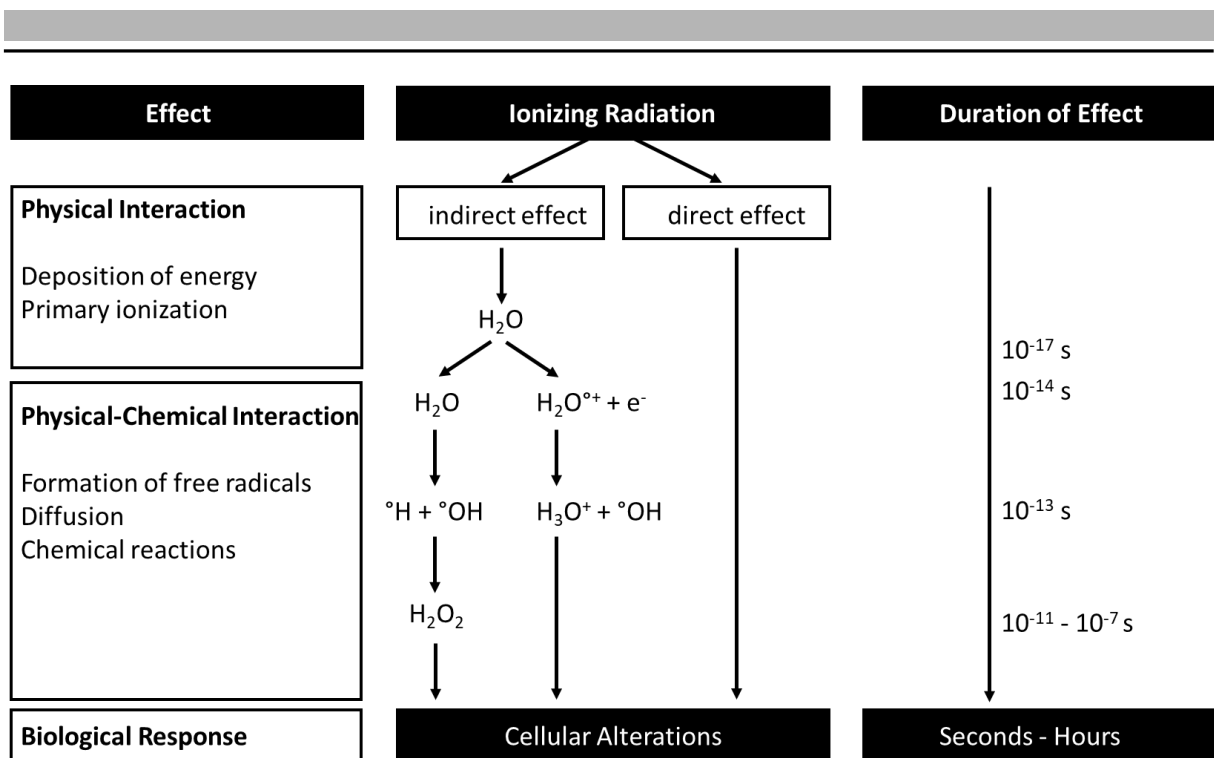 Effect
Ionizing Radiation
Duration of Effect
Physical Interaction
Deposition of energy
Primary ionization
indirect effect
direct effect
H₂O
10⁻¹⁷ s
10⁻¹⁴ s
Physical-Chemical Interaction
Formation of free radicals
Diffusion
Chemical reactions
H₂O
H₂O°⁺ + e⁻
°H + °OH
H₃O⁺ + °OH
10⁻¹³ s
H₂O₂
10⁻¹¹ - 10⁻⁷ s
Biological Response
Cellular Alterations
Seconds - Hours